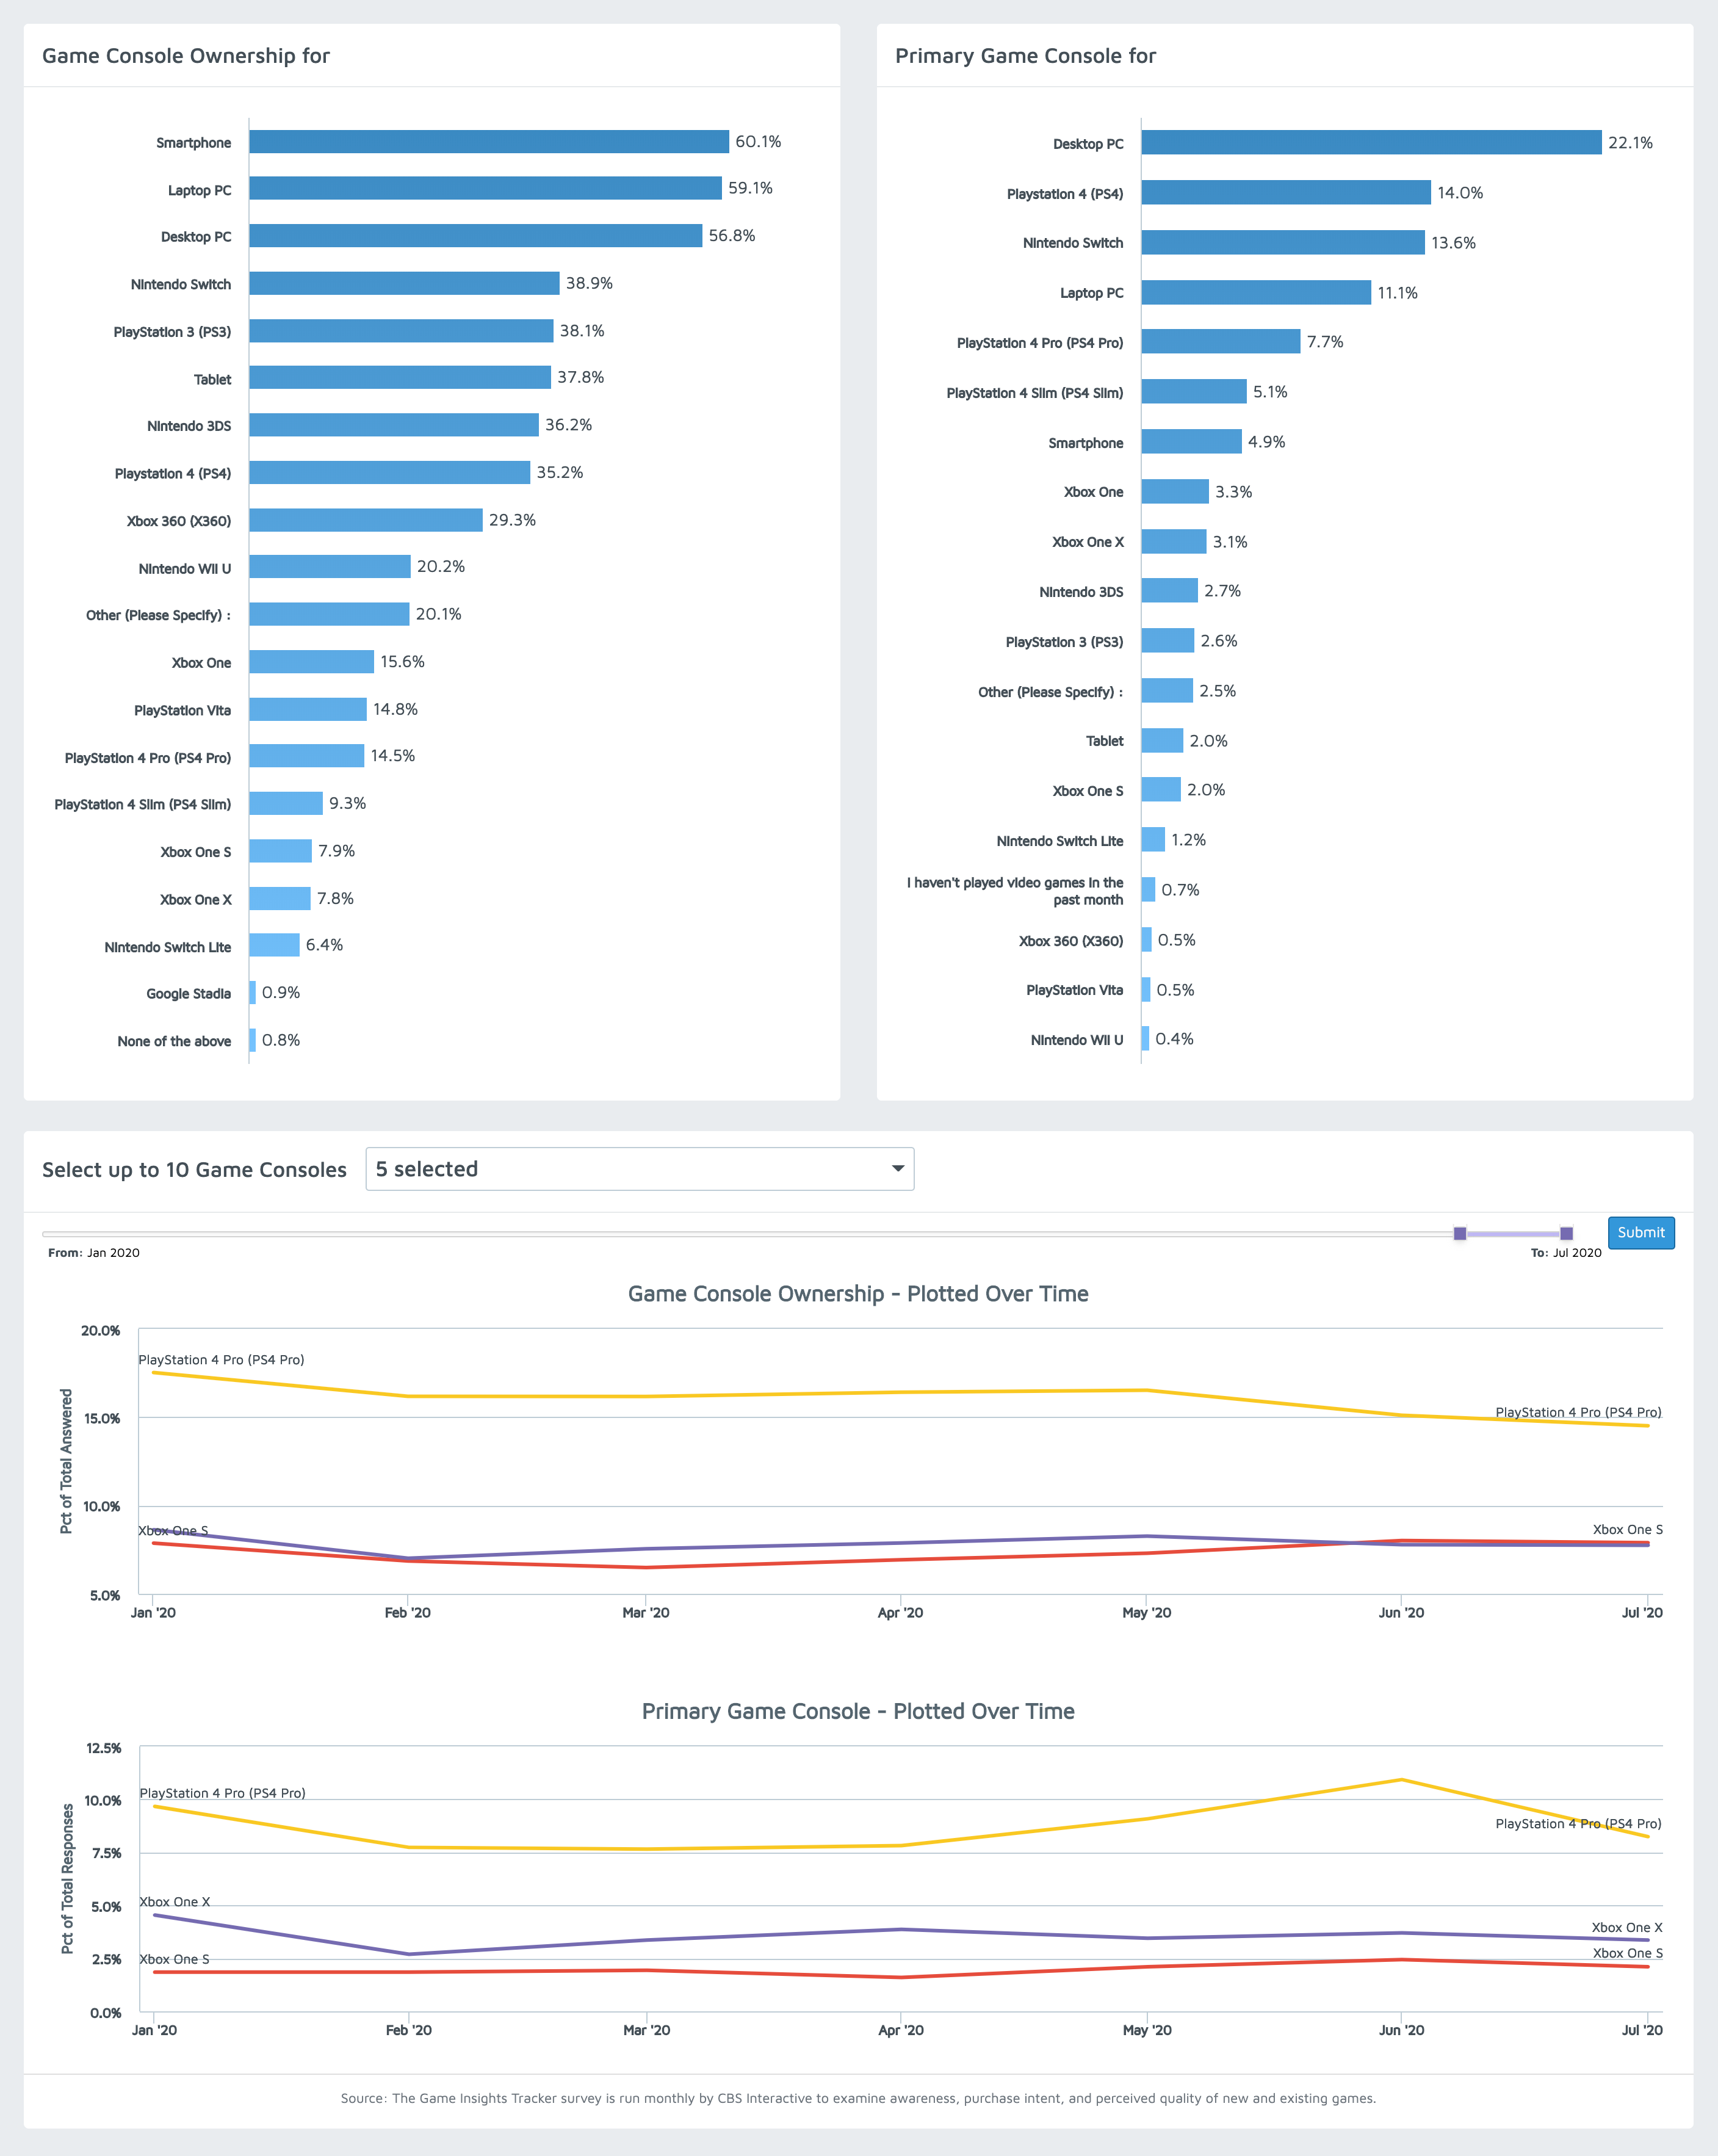 Game Console Ownership for
Smartphone 60.1%
Laptop PC 59.1%
Desktop PC 56.8%
Nintendo Switch 38.9%
PlayStation 3 (PS3) 38.1%
Tablet 37.8%
Nintendo 3DS 36.2%
Playstation 4 (PS4) 35.2%
Xbox 360 (X360) 29.3%
Nintendo Wii U 20.2%
Other (Please Specify) : 20.1%
Xbox One 15.6%
PlayStation Vita 14.8%
PlayStation 4 Pro (PS4 Pro) 14.5%
PlayStation 4 Slim (PS4 Slim) 9.3%
Xbox One S 7.9%
Xbox One X 7.8%
Nintendo Switch Lite 6.4%
Google Stadia 0.9%
None of the above 0.8%
Primary Game Console for
Desktop PC 22.1%
Playstation 4 (PS4) 14.0%
Nintendo Switch 13.6%
Laptop PC 11.1%
PlayStation 4 Pro (PS4 Pro) 7.7%
PlayStation 4 Slim (PS4 Slim) 5.1%
Smartphone 4.9%
Xbox One 3.3%
Xbox One X 3.1%
Nintendo 3DS 2.7%
PlayStation 3 (PS3) 2.6%
Other (Please Specify) : 2.5%
Tablet 2.0%
Xbox One S 2.0%
Nintendo Switch Lite 1.2%
I haven't played video games in the
past month 0.7%
Xbox 360 (X360) 0.5%
PlayStation Vita 0.5%
Nintendo Wii U 0.4%
Select up to 10 Game Consoles 5 selected
Submit
From: Jan 2020 To: Jul 2020
Game Console Ownership - Plotted Over Time
Pct of Total Answered
20.0%
15.0%
10.0%
5.0%
PlayStation 4 Pro (PS4 Pro)
PlayStation 4 Pro (PS4 Pro)
Xbox One S
Xbox One S
Jan '20 Feb '20 Mar '20 Apr '20 May '20 Jun '20 Jul '20
Primary Game Console - Plotted Over Time
Pct of Total Responses
12.5%
10.0%
7.5%
5.0%
2.5%
0.0%
PlayStation 4 Pro (PS4 Pro)
PlayStation 4 Pro (PS4 Pro)
Xbox One X
Xbox One X
Xbox One S
Xbox One S
Jan '20 Feb '20 Mar '20 Apr '20 May '20 Jun '20 Jul '20
Source: The Game Insights Tracker survey is run monthly by CBS Interactive to examine awareness, purchase intent, and perceived quality of new and existing games.